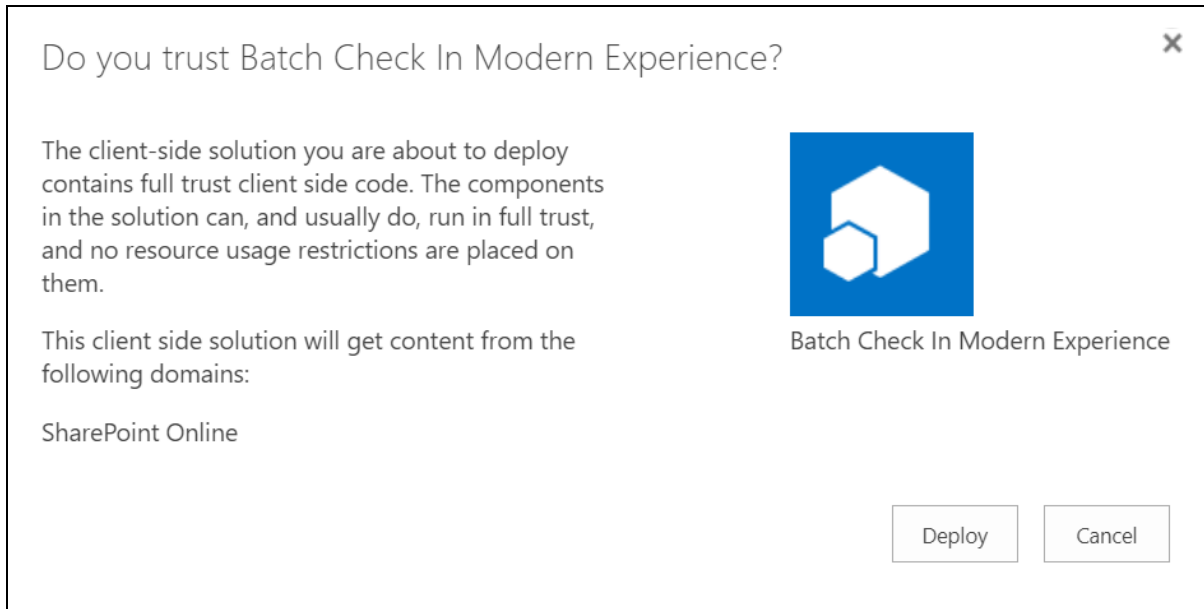 Do you trust Batch Check In Modern Experience?
The client-side solution you are about to deploy
contains full trust client side code. The components
in the solution can, and usually do, run in full trust,
and no resource usage restrictions are placed on
them.
This client side solution will get content from the
following domains:
SharePoint Online
Batch Check In Modern Experience
Deploy
Cancel